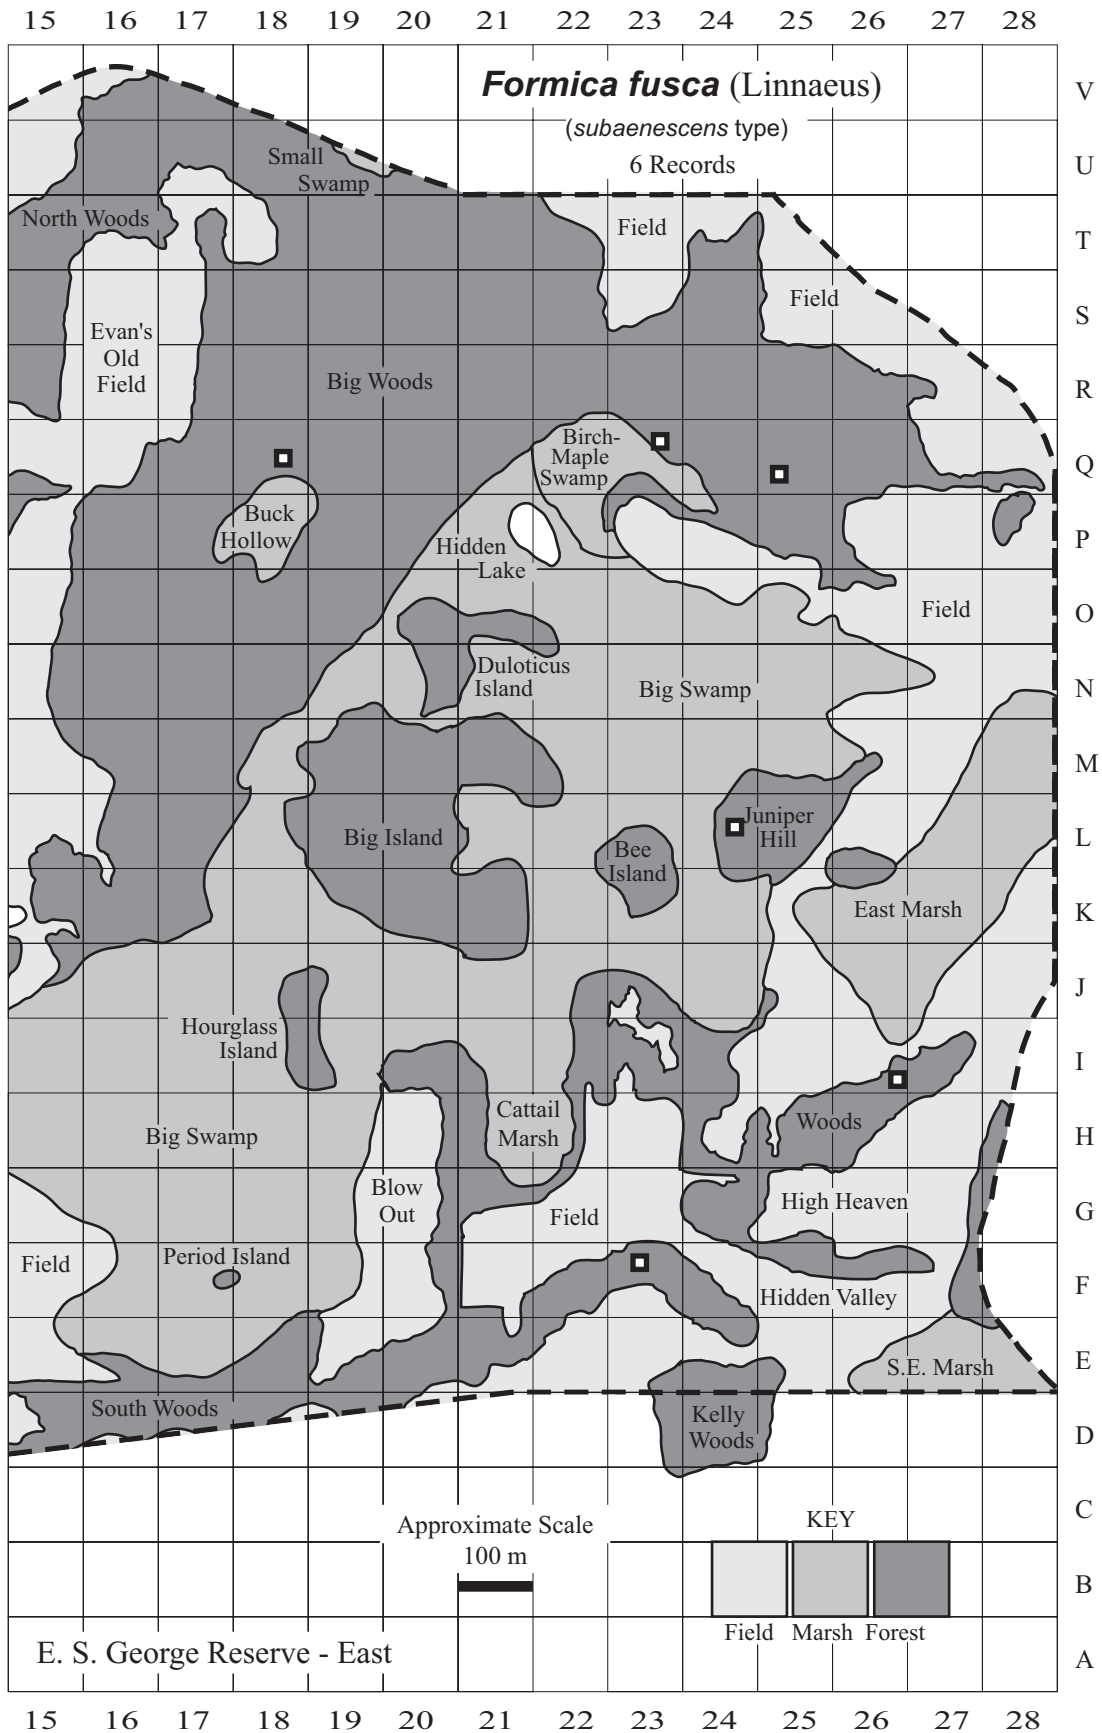 15 16 17 18 19 20 21 22 23 24 25 26 27 28
Formica fusca (Linnaeus)
(subaenescens type)
6 Records
V
U
T
S
R
Q
P
O
N
M
L
K
J
I
H
G
F
E
D
C
B
A
Small
Swamp
North Woods
Field
Field
Evan's
Old
Field
Big Woods
Birch-
Maple
Swamp
Buck
Hollow
Hidden
Lake
Field
Duloticus
Island
Big Swamp
Big Island
Juniper
Hill
Bee
Island
East Marsh
Hourglass
Island
Cattail
Marsh
Woods
Big Swamp
Blow
Out
Field
High Heaven
Field
Period Island
Hidden Valley
S.E. Marsh
South Woods
Kelly
Woods
Approximate Scale
100 m
KEY
Field Marsh Forest
E. S. George Reserve - East
15 16 17 18 19 20 21 22 23 24 25 26 27 28